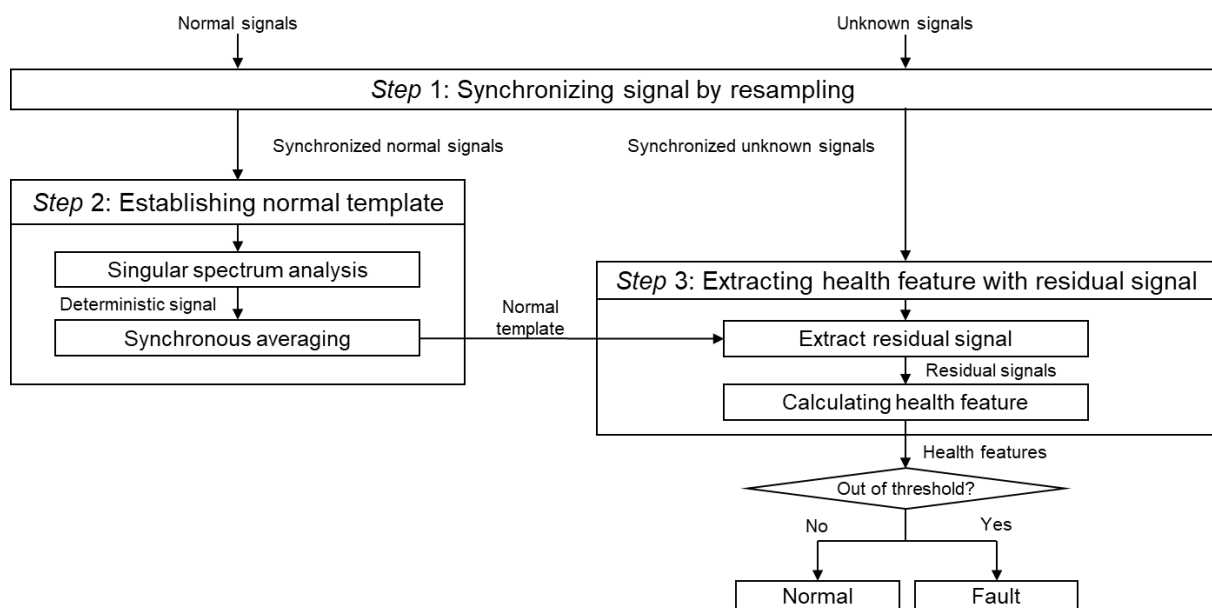 Normal signals
Unknown signals
Step 1: Synchronizing signal by resampling
Synchronized normal signals
Synchronized unknown signals
Step 2: Establishing normal template
Singular spectrum analysis
Deterministic signal
Synchronous averaging
Normal
template
Step 3: Extracting health feature with residual signal
Extract residual signal
Residual signals
Calculating health feature
Health features
Out of threshold?
No
Yes
Normal
Fault